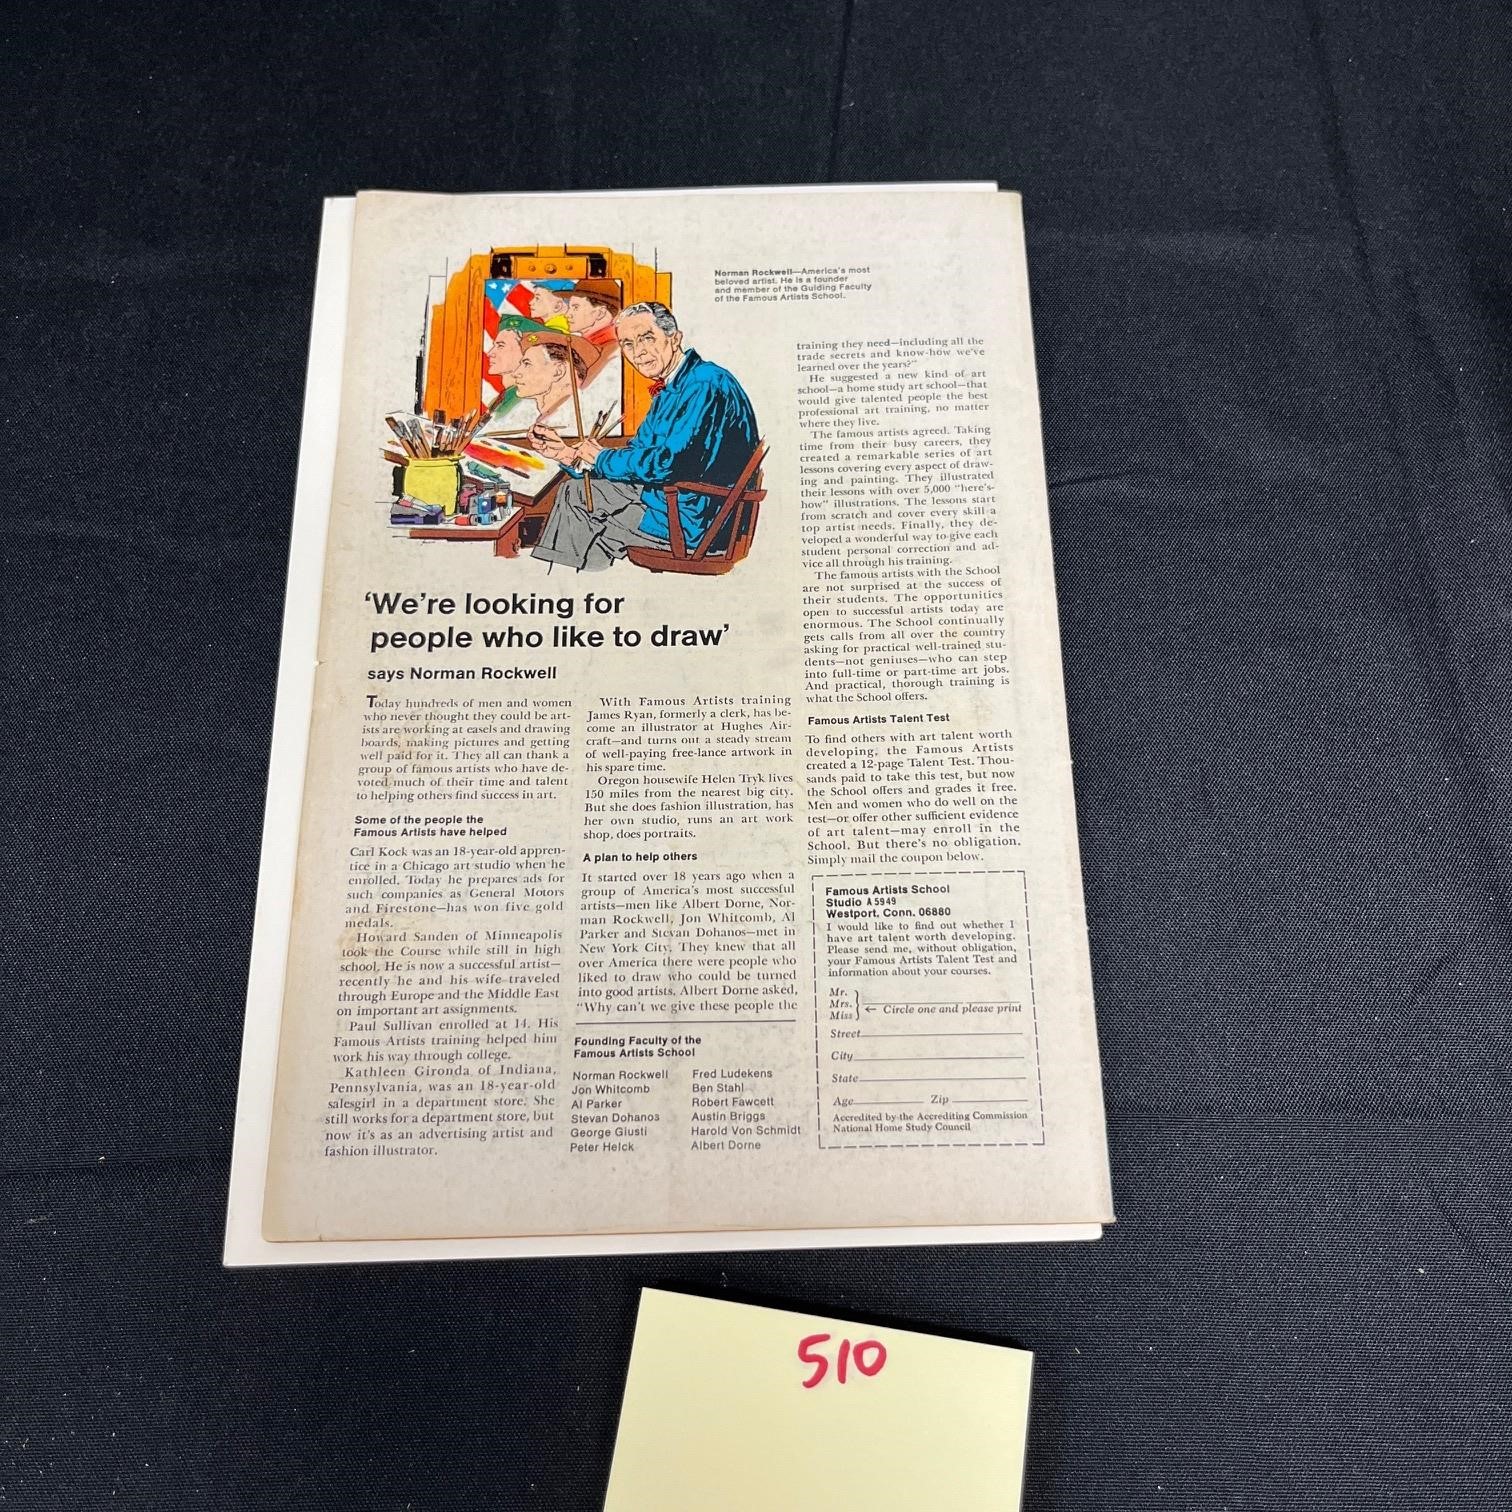 Norman Rockwell—America's most
beloved artist. He is a founder
and member of the Guiding Faculty
of the Famous Artists School.
'We're looking for
people who like to draw'
says Norman Rockwell
Today hundreds of men and women
who never thought they could be art-
ists are working at easels and drawing
boards, making pictures and getting
well paid for it. They all can thank a
group of famous artists who have de-
voted much of their time and talent
to helping others find success in art.
Some of the people the
Famous Artists have helped
Carl Kock was an 18-year-old appren-
tice in a Chicago art studio when he
enrolled. Today he prepares ads for
such companies as General Motors
and Firestone—has won five gold
medals.
Howard Sanden of Minneapolis
took the Course while still in high
school. He is now a successful artist—
recently he and his wife traveled
through Europe and the Middle East
on important art assignments.
Paul Sullivan enrolled at 14. His
Famous Artists training helped him
work his way through college.
Kathleen Gironda of Indiana,
Pennsylvania, was an 18-year-old
salesgirl in a department store. She
still works for a department store, but
now it's as an advertising artist and
fashion illustrator.
With Famous Artists training
James Ryan, formerly a clerk, has be-
come an illustrator at Hughes Air-
craft—and turns out a steady stream
of well-paying free-lance artwork in
his spare time.
Oregon housewife Helen Tryk lives
150 miles from the nearest big city.
But she does fashion illustration, has
her own studio, runs an art work
shop, does portraits.
A plan to help others
It started over 18 years ago when a
group of America's most successful
artists—men like Albert Dorne, Nor-
man Rockwell, Jon Whitcomb, Al
Parker and Stevan Dohanos—met in
New York City. They knew that all
over America there were people who
liked to draw who could be turned
into good artists. Albert Dorne asked,
"Why can't we give these people the
Founding Faculty of the
Famous Artists School
Norman Rockwell
Jon Whitcomb
Al Parker
Stevan Dohanos
George Giusti
Peter Helck
Fred Ludekens
Ben Stahl
Robert Fawcett
Austin Briggs
Harold Von Schmidt
Albert Dorne
training they need—including all the
trade secrets and know-how we've
learned over the years?"
He suggested a new kind of art
school—a home study art school—that
would give talented people the best
professional art training, no matter
where they live.
The famous artists agreed. Taking
time from their busy careers, they
created a remarkable series of art
lessons covering every aspect of draw-
ing and painting. They illustrated
their lessons with over 5,000 "here's-
how" illustrations. The lessons start
from scratch and cover every skill a
top artist needs. Finally, they de-
veloped a wonderful way to give each
student personal correction and ad-
vice all through his training.
The famous artists with the School
are not surprised at the success of
their students. The opportunities
open to successful artists today are
enormous. The School continually
gets calls from all over the country
asking for practical well-trained stu-
dents—not geniuses—who can step
into full-time or part-time art jobs.
And practical, thorough training is
what the School offers.
Famous Artists Talent Test
To find others with art talent worth
developing, the Famous Artists
created a 12-page Talent Test. Thou-
sands paid to take this test, but now
the School offers and grades it free.
Men and women who do well on the
test—or offer other sufficient evidence
of art talent—may enroll in the
School. But there's no obligation.
Simply mail the coupon below.
Famous Artists School
Studio A5949
Westport, Conn. 06880
I would like to find out whether I
have art talent worth developing.
Please send me, without obligation,
your Famous Artists Talent Test and
information about your courses.
Mr.
Mrs.
Miss
← Circle one and please print
Street
City
State
Age Zip
Accredited by the Accrediting Commission
National Home Study Council
510